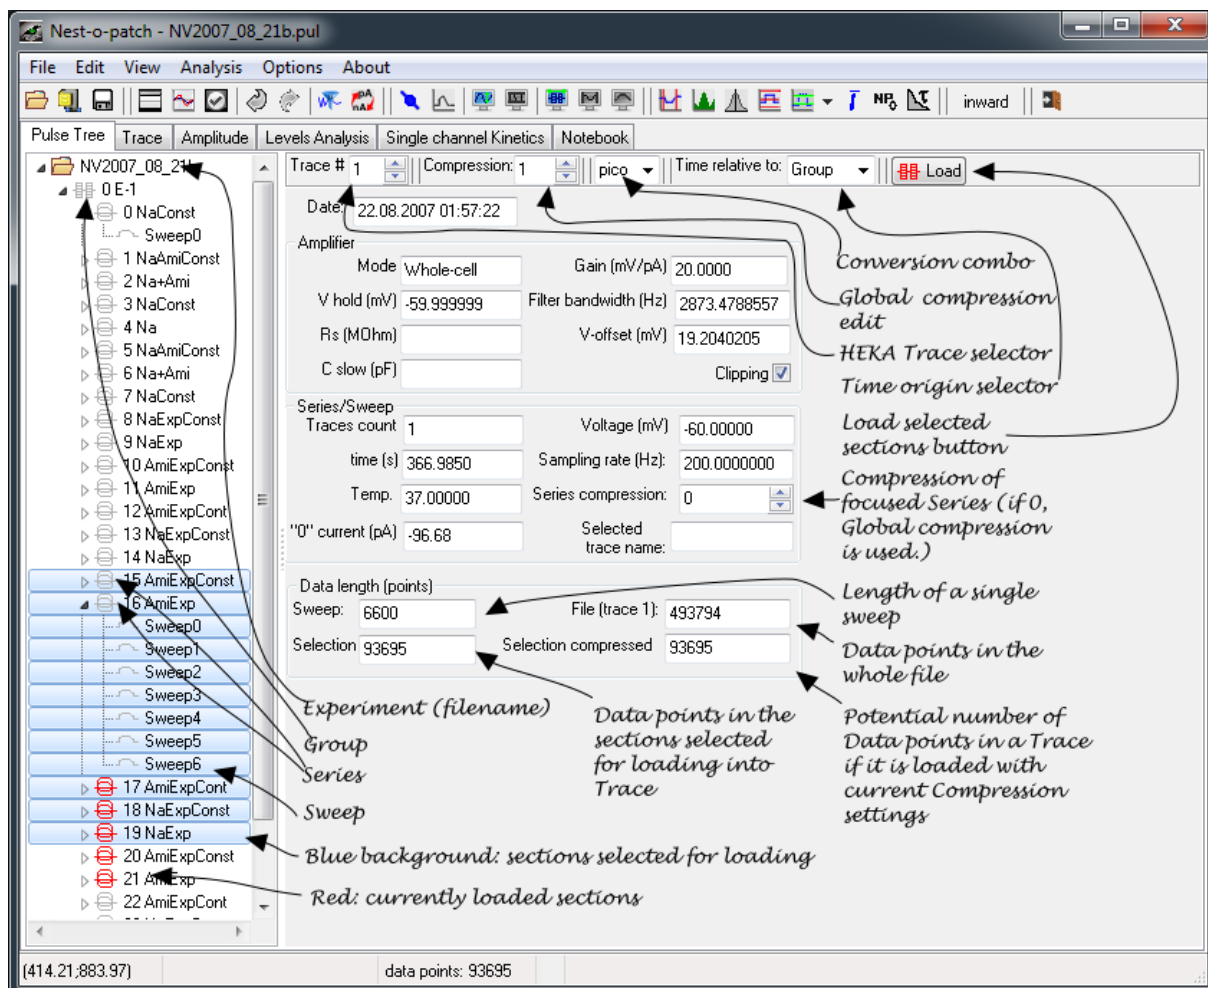 Nest-o-patch - NV2007_08_21b.pul
File Edit View Analysis Options About
NPo inward
Pulse Tree Trace Amplitude Levels Analysis Single channel Kinetics Notebook
Trace # 1 Compression: 1 pico Time relative to: Group Load
NV2007_08_21
0 E-1
0 NaConst
Sweep0
1 NaAmiConst
2 Na+Ami
3 NaConst
4 Na
5 NaAmiConst
6 Na+Ami
7 NaConst
8 NaExpConst
9 NaExp
10 AmiExpConst
11 AmiExp
12 AmiExpCont
13 NaExpConst
14 NaExp
15 AmiExpConst
16 AmiExp
Sweep0
Sweep1
Sweep2
Sweep3
Sweep4
Sweep5
Sweep6
17 AmiExpCont
18 NaExpConst
19 NaExp
20 AmiExpConst
21 AmiExp
22 AmiExpCont
Date: 22.08.2007 01:57:22
Amplifier
Mode Whole-cell Gain (mV/pA) 20.0000
V hold (mV) -59.999999 Filter bandwidth (Hz) 2873.4788557
Rs (MOhm) V-offset (mV) 19.2040205
C slow (pF) Clipping
Series/Sweep
Traces count 1 Voltage (mV) -60.00000
time (s) 366.9850 Sampling rate (Hz): 200.0000000
Temp. 37.00000 Series compression: 0
"0" current (pA) -96.68 Selected
trace name:
Data length (points)
Sweep: 6600 File (trace 1): 493794
Selection 93695 Selection compressed 93695
Conversion combo
Global compression
edit
HEKA Trace selector
Time origin selector
Load selected
sections button
Compression of
focused Series (if 0,
Global compression
is used.)
Length of a single
sweep
Data points in the
whole file
Potential number of
Data points in a Trace
if it is loaded with
current Compression
settings
Data points in the
sections selected
for loading into
Trace
Experiment (filename)
Group
Series
Sweep
Blue background: sections selected for loading
Red: currently loaded sections
(414.21;883.97) data points: 93695